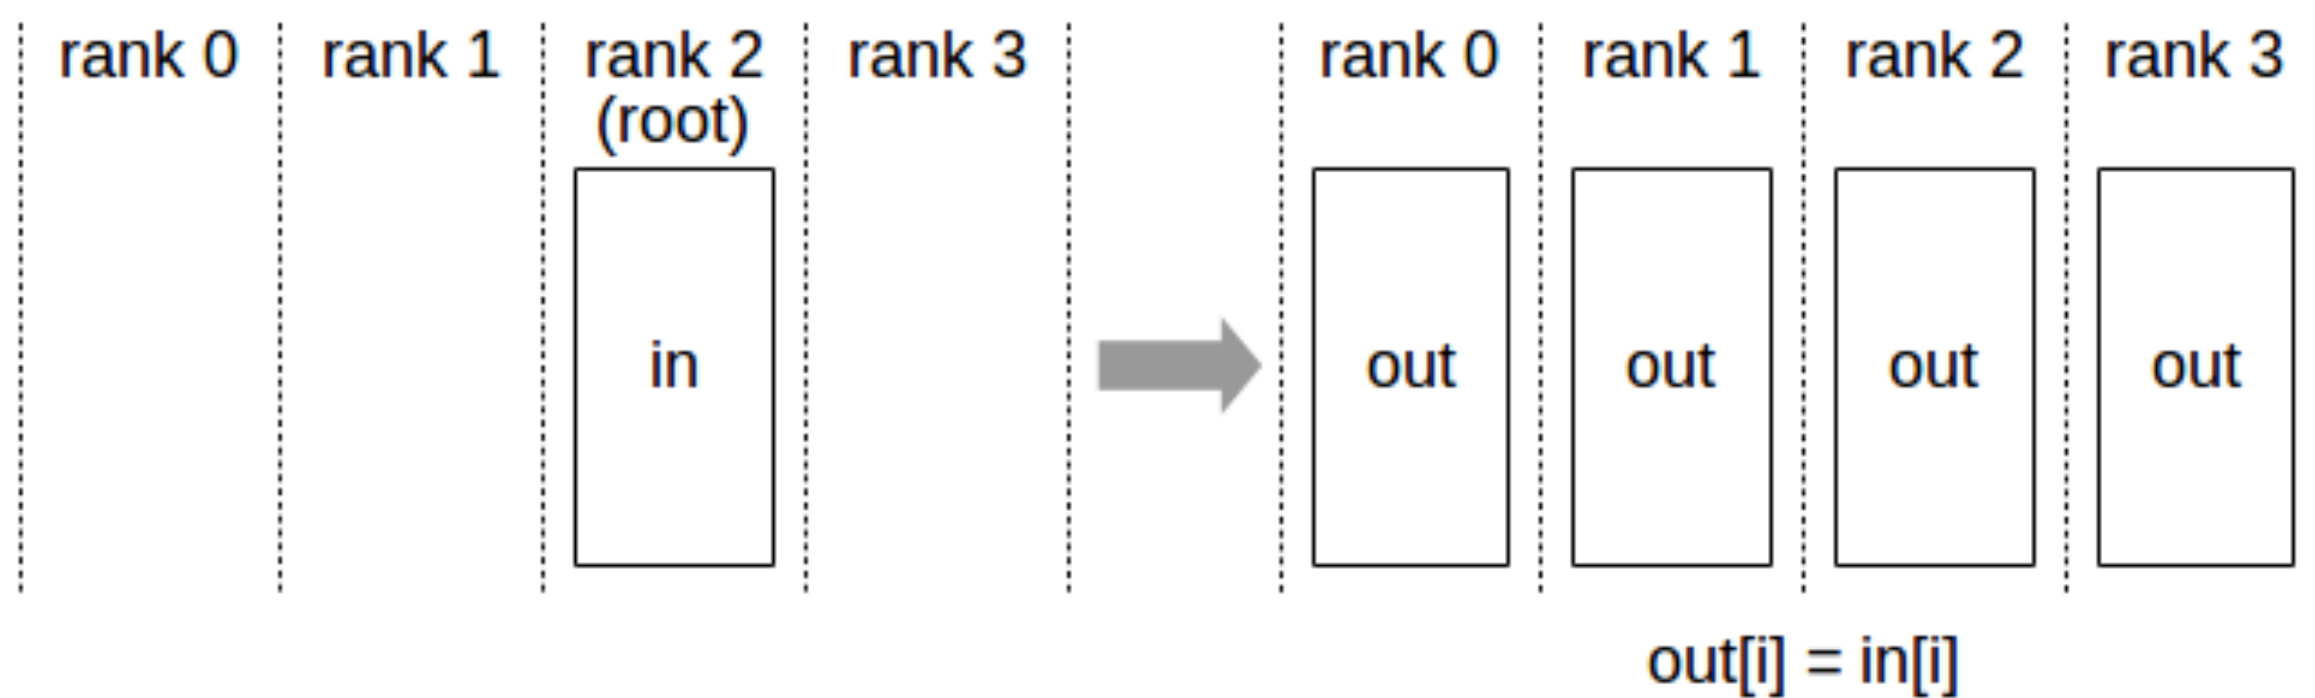 rank 0 rank 1 rank 2 rank 3 rank 0 rank 1 rank 2 rank 3
(root)
in out out out out
out[i] = in[i]